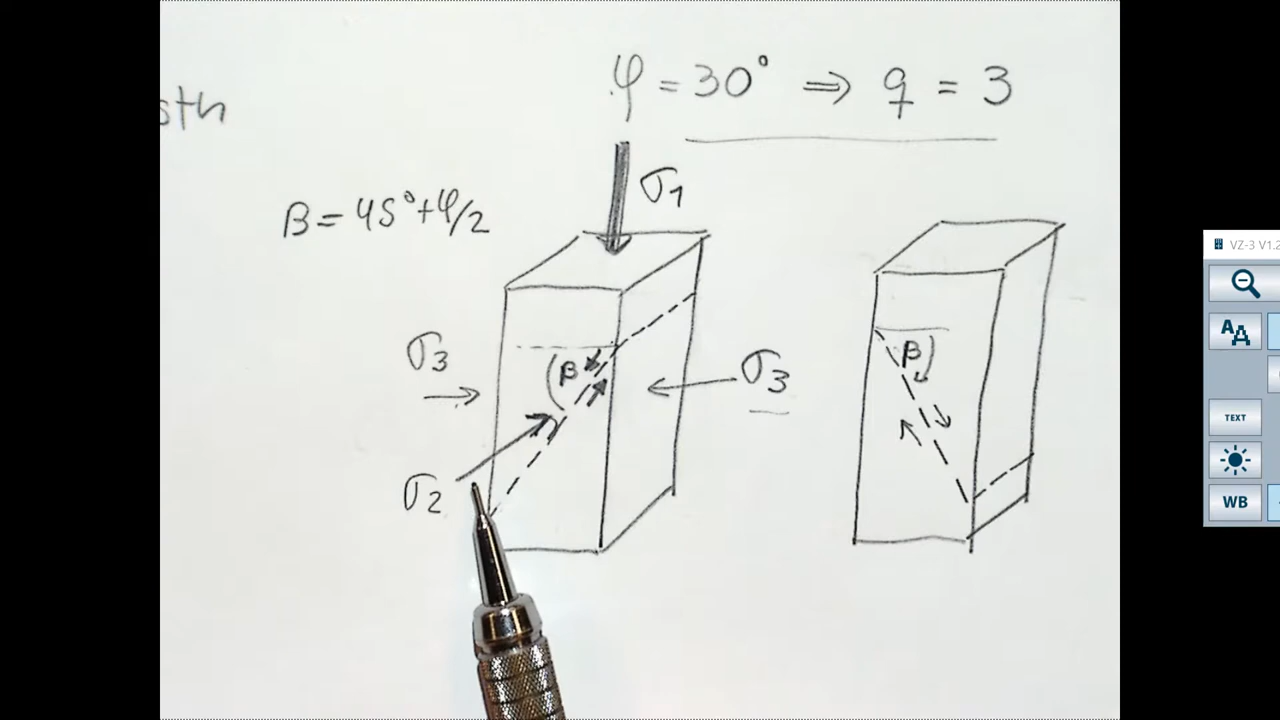 φ = 30° ⇒ q = 3
sth
σ1
β = 45° + φ/2
VZ-3 V1.2
σ3
β
σ3
β
A A
σ2
TEXT
WB